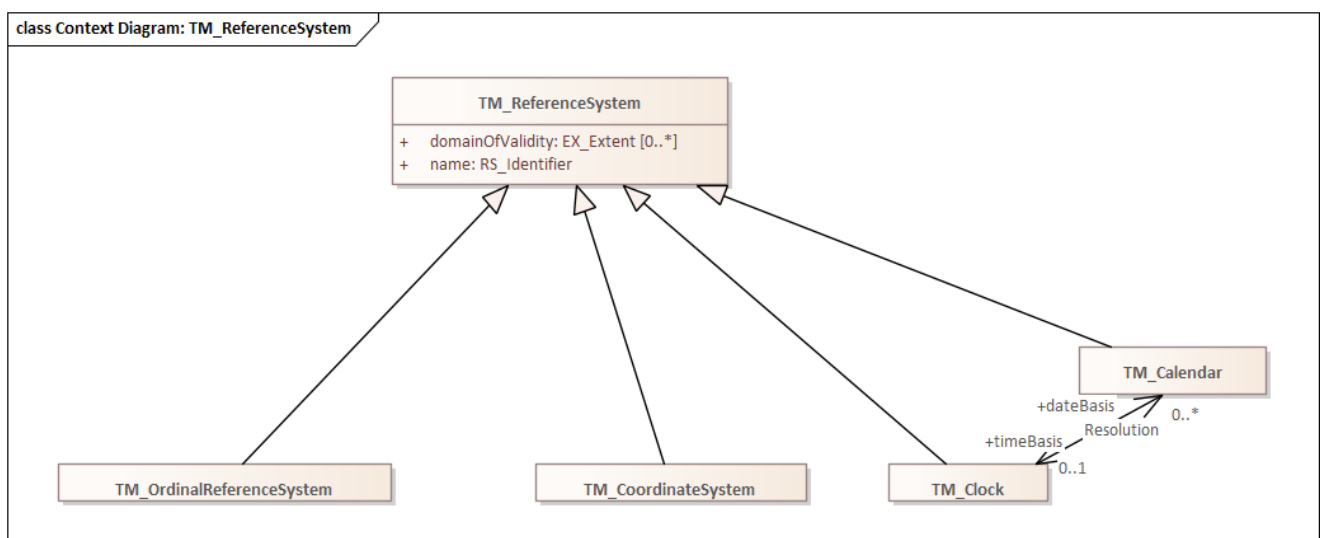 class Context Diagram: TM_ReferenceSystem
TM_ReferenceSystem
+ domainOfValidity: EX_Extent [0..*]
+ name: RS_Identifier
TM_Calendar
+dateBasis
0..*
Resolution
+timeBasis
0..1
TM_OrdinalReferenceSystem
TM_CoordinateSystem
TM_Clock